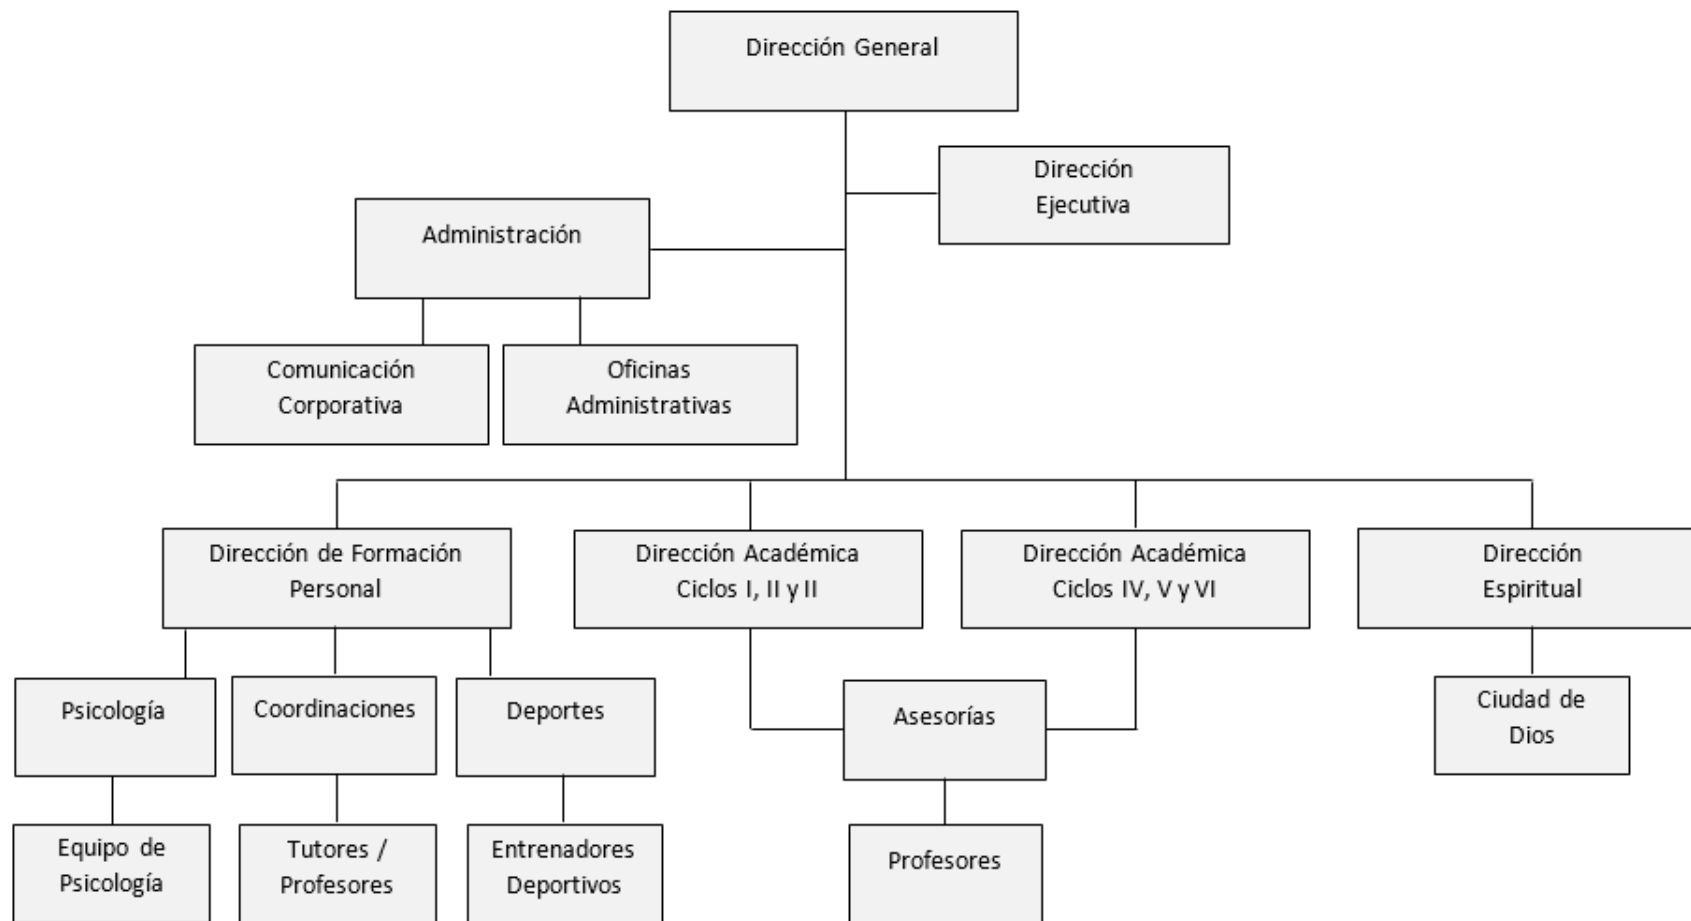 Dirección General
Dirección
Ejecutiva
Administración
Comunicación
Corporativa
Oficinas
Administrativas
Dirección de Formación
Personal
Dirección Académica
Ciclos I, II y II
Dirección Académica
Ciclos IV, V y VI
Dirección
Espiritual
Psicología
Coordinaciones
Deportes
Asesorías
Ciudad de
Dios
Equipo de
Psicología
Tutores /
Profesores
Entrenadores
Deportivos
Profesores